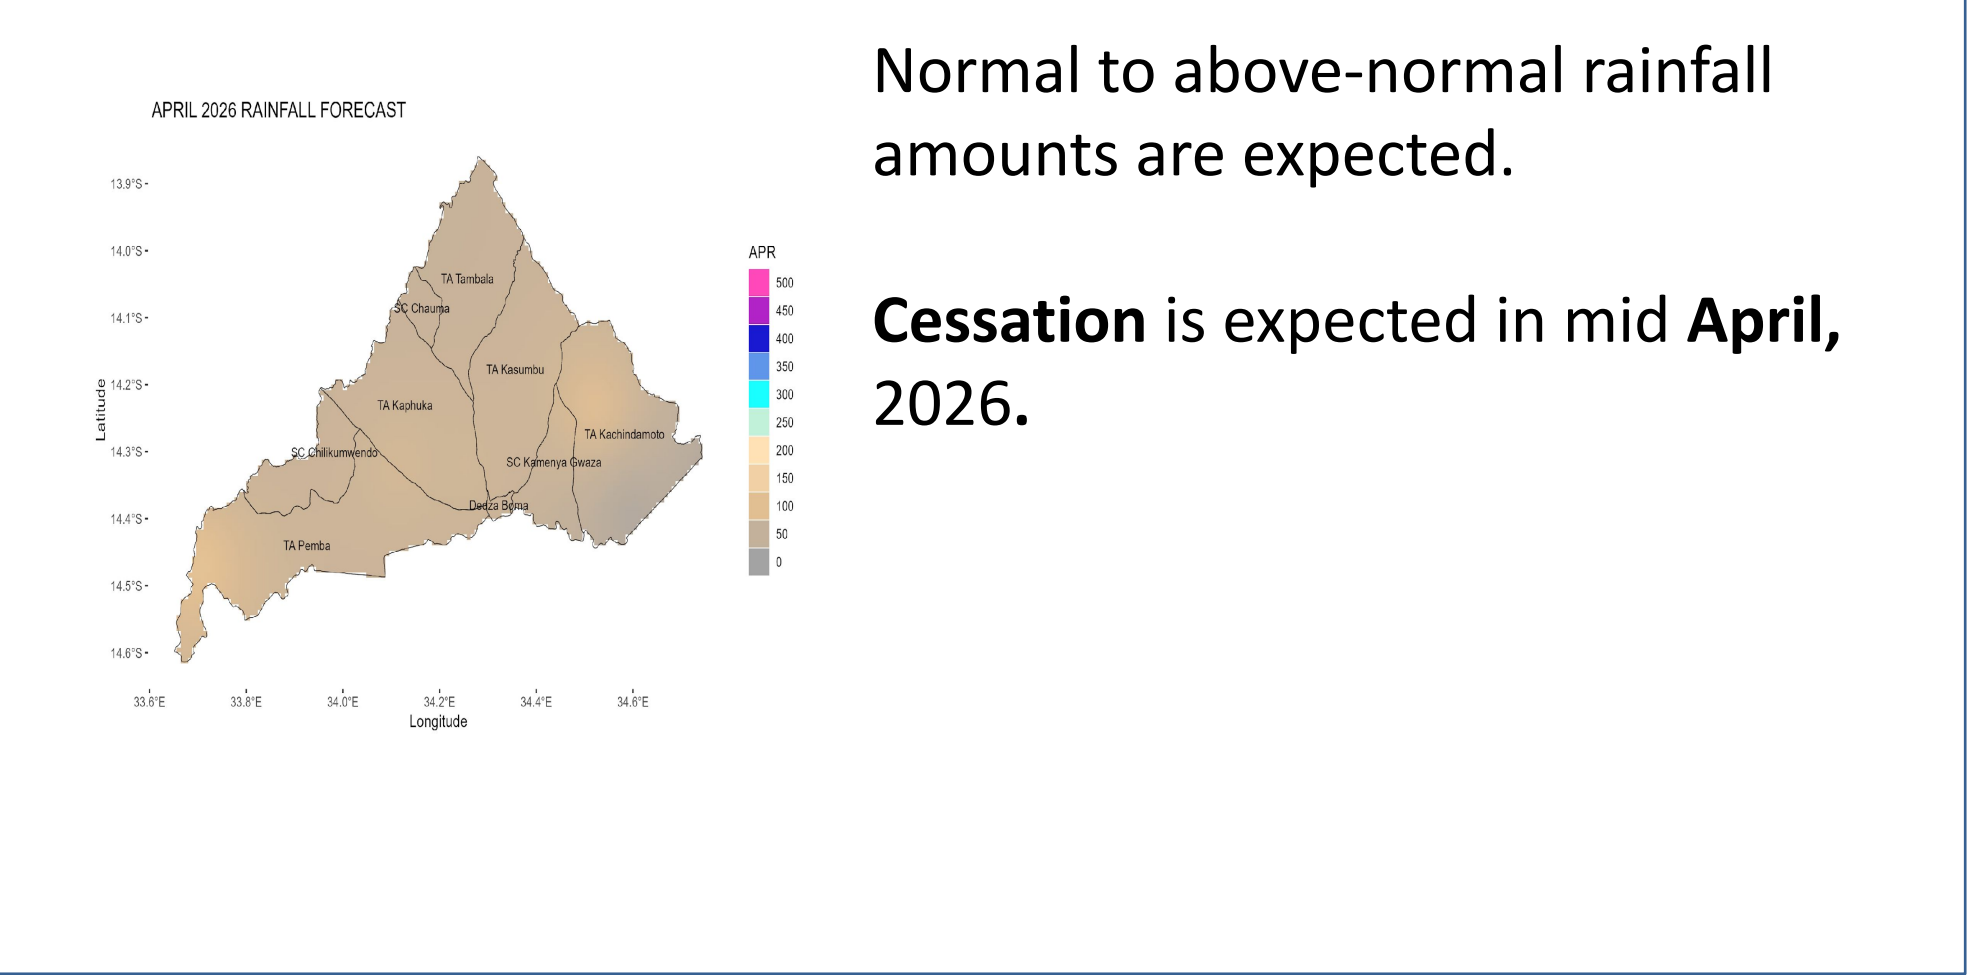 Normal to above-normal rainfall
amounts are expected.
Cessation is expected in mid April,
2026.
APRIL 2026 RAINFALL FORECAST
13.9°S
14.0°S
14.1°S
14.2°S
14.3°S
14.4°S
14.5°S
14.6°S
Latitude
TA Tambala
SC Chauma
TA Kasumbu
TA Kaphuka
TA Kachindamoto
SC Chilikumwendo
SC Kamenya Gwaza
Dedza Boma
TA Pemba
33.6°E 33.8°E 34.0°E 34.2°E 34.4°E 34.6°E
Longitude
APR
500
450
400
350
300
250
200
150
100
50
0